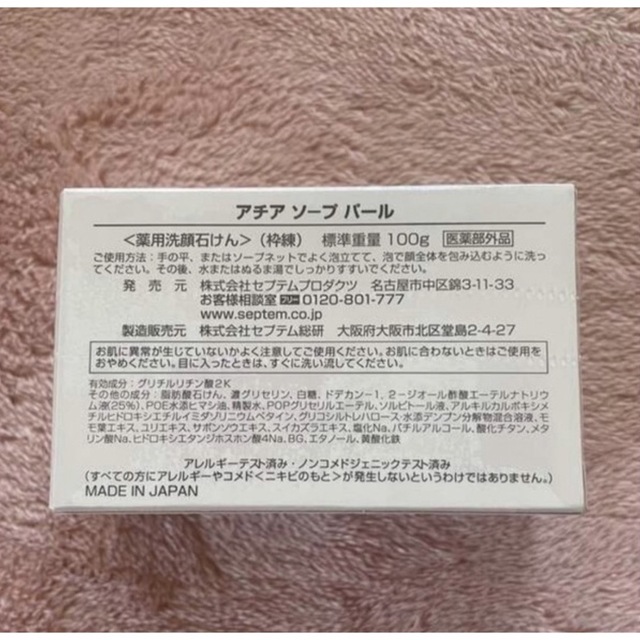 アチア ソープ パール
<薬用洗顔石けん>（枠練） 標準重量 100g 医薬部外品
ご使用方法：手の平、またはソープネットでよく泡立てて、泡で顔全体を包み込むように洗っ
てください。その後、水またはぬるま湯でしっかりすすいでください。
発 売 元 株式会社セプテムプロダクツ 名古屋市中区錦3-11-33
お客様相談室 フリー 0120-801-777
www.septem.co.jp
製造販売元 株式会社セプテム総研 大阪府大阪市北区堂島2-4-27
お肌に異常が生じていないかよく注意してご使用ください。お肌に合わないときはご使用を
おやめください。目に入ったときは、すぐに洗い流してください。
有効成分：グリチルリチン酸2K
その他の成分：脂肪酸石けん、濃グリセリン、白糖、ドデカン-1、2-ジオール酢酸エーテルナトリウ
ム液(25%)、POE水添ヒマシ油、精製水、POPグリセリルエーテル、ソルビトール液、アルキルカルボキシメ
チルヒドロキシエチルイミダゾリニウムベタイン、グリコシルトレハロース・水添デンプン分解物混合溶液、モ
モ葉エキス、ユリエキス、サボンソウエキス、スイカズラエキス、塩化Na、パチルアルコール、酸化チタン、メタ
リン酸Na、ヒドロキシエタンジホスホン酸4Na、BG、エタノール、黄酸化鉄
アレルギーテスト済み・ノンコメドジェニックテスト済み
(すべての方にアレルギーやコメド<ニキビのもと>が発生しないというわけではありません。)
MADE IN JAPAN